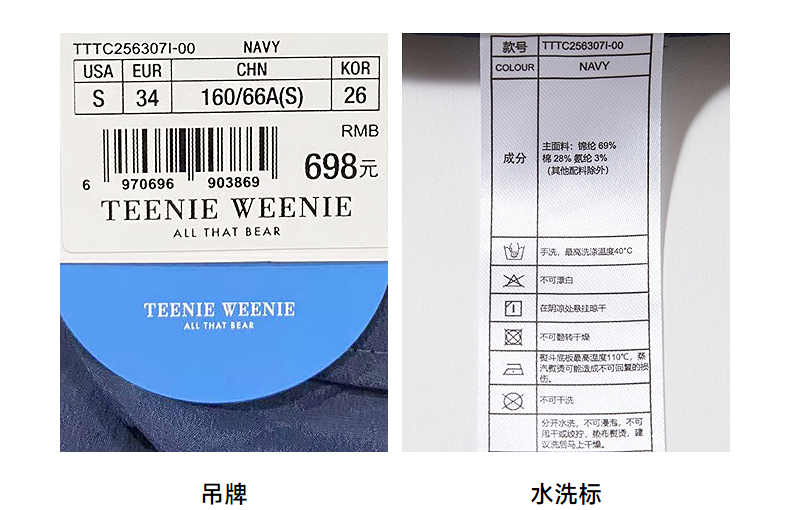 TTTC256307I-00 NAVY
USA EUR CHN KOR
S 34 160/66A(S) 26
RMB
698元
6 970696 903869
TEENIE WEENIE
ALL THAT BEAR
TEENIE WEENIE
ALL THAT BEAR
吊牌
款号 TTTC256307I-00
COLOUR NAVY
成分
主面料：锦纶 69%
棉 28% 氨纶 3%
（其他配料除外）
手洗，最高洗涤温度40°C
不可漂白
在阴凉处悬挂晾干
不可翻转干燥
熨斗底板最高温度110℃，蒸
汽熨烫可能造成不可回复的损
伤。
不可干洗
分开水洗，不可浸泡，不可
甩干或绞拧，垫布熨烫，建
议洗后马上干燥。
水洗标